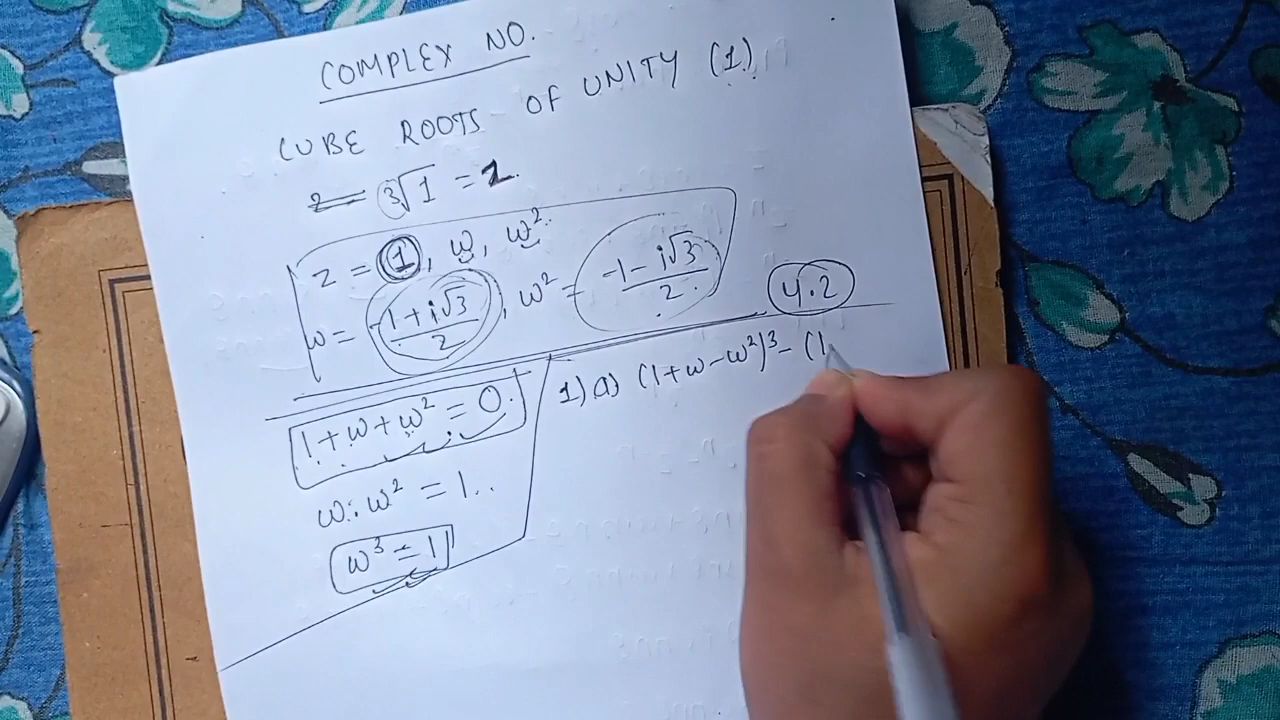 COMPLEX NO.
CUBE ROOTS OF UNITY (1)
∛1 = 1.
z = 1, ω, ω².
ω = (-1+i√3)/2, ω² = (-1-i√3)/2.
4.2
1+ω+ω² = 0.
ω·ω² = 1..
ω³ = 1
1) a) (1+ω-ω²)³ - (1